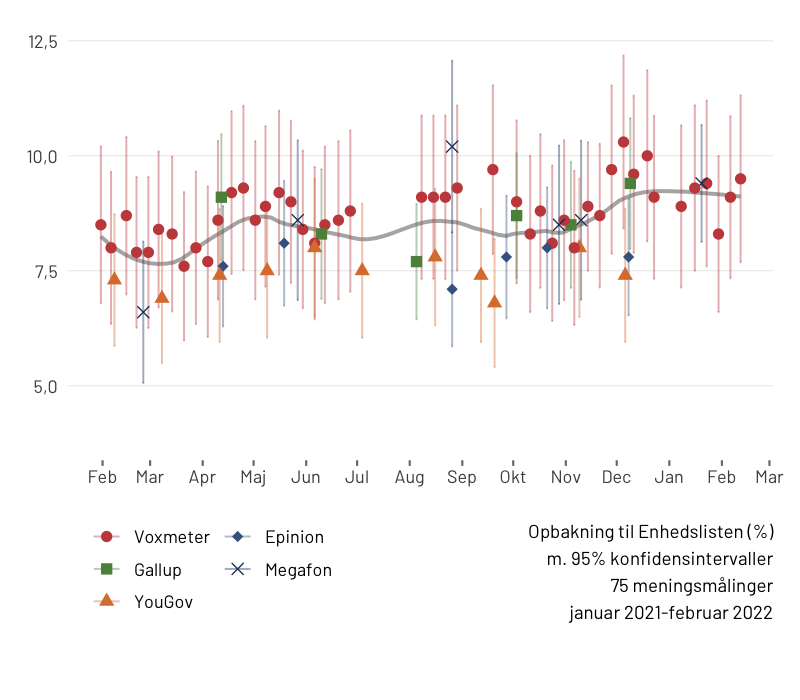 12,5
10,0
7,5
5,0
Feb Mar Apr Maj Jun Jul Aug Sep Okt Nov Dec Jan Feb Mar
Voxmeter Epinion
Gallup Megafon
YouGov
Opbakning til Enhedslisten (%)
m. 95% konfidensintervaller
75 meningsmålinger
januar 2021-februar 2022